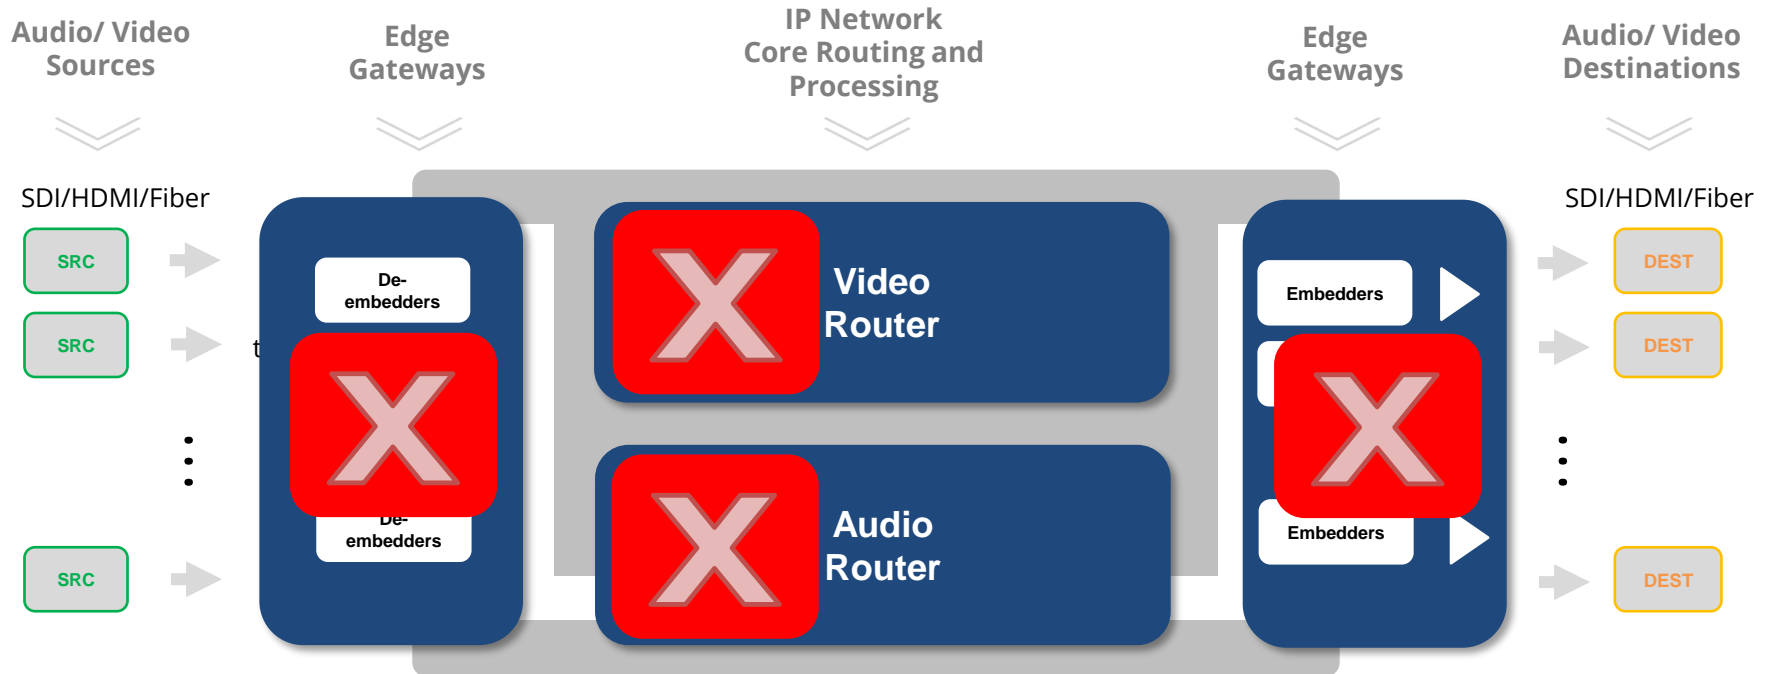 Audio/ Video
Sources
Edge
Gateways
IP Network
Core Routing and
Processing
Edge
Gateways
Audio/ Video
Destinations
SDI/HDMI/Fiber
SDI/HDMI/Fiber
SRC
SRC
SRC
t
De-
embedders
De-
embedders
X
X
Video
Router
X
Audio
Router
Embedders
X
Embedders
DEST
DEST
DEST